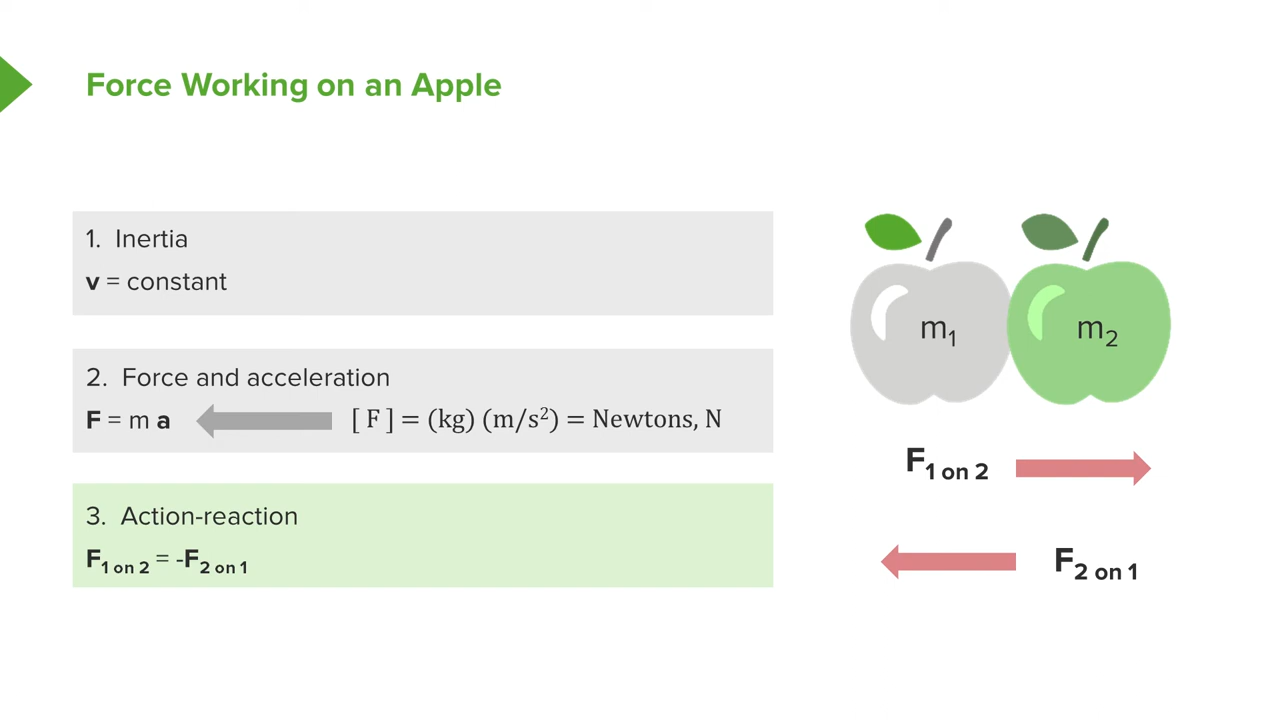 Force Working on an Apple
1. Inertia
v = constant
2. Force and acceleration
F = m a
[ F ] = (kg) (m/s²) = Newtons, N
3. Action-reaction
F₁ ₒₙ ₂ = -F₂ ₒₙ ₁
m₁
m₂
F₁ ₒₙ ₂
F₂ ₒₙ ₁